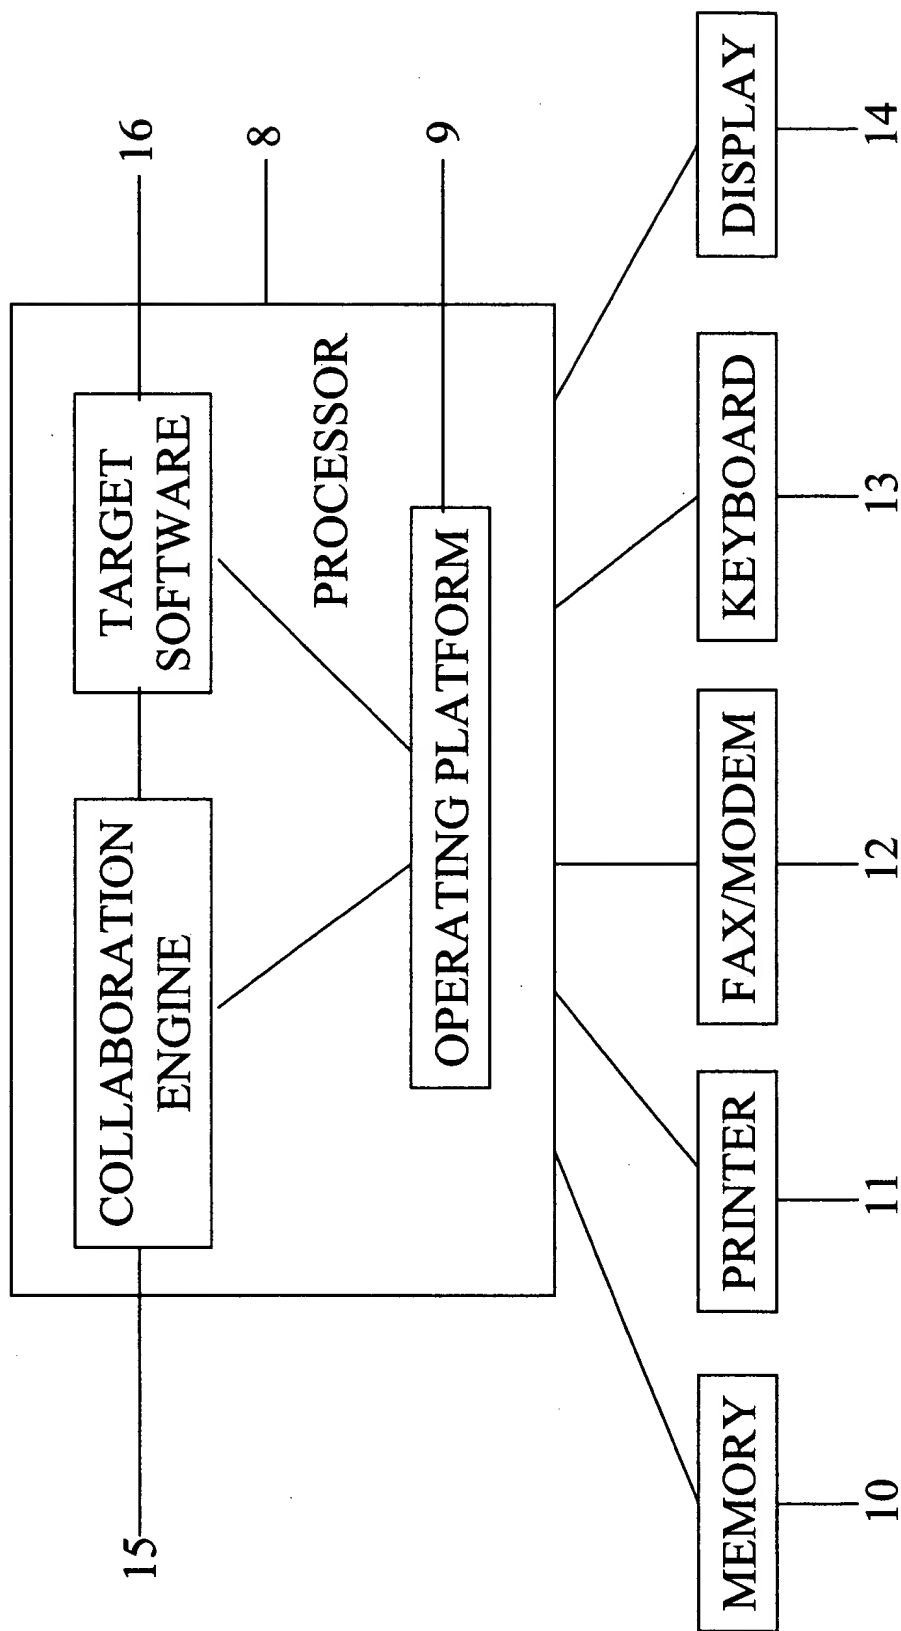 COLLABORATION
ENGINE
TARGET
SOFTWARE
15
16
PROCESSOR
8
OPERATING PLATFORM
9
MEMORY
PRINTER
FAX/MODEM
KEYBOARD
DISPLAY
10
11
12
13
14